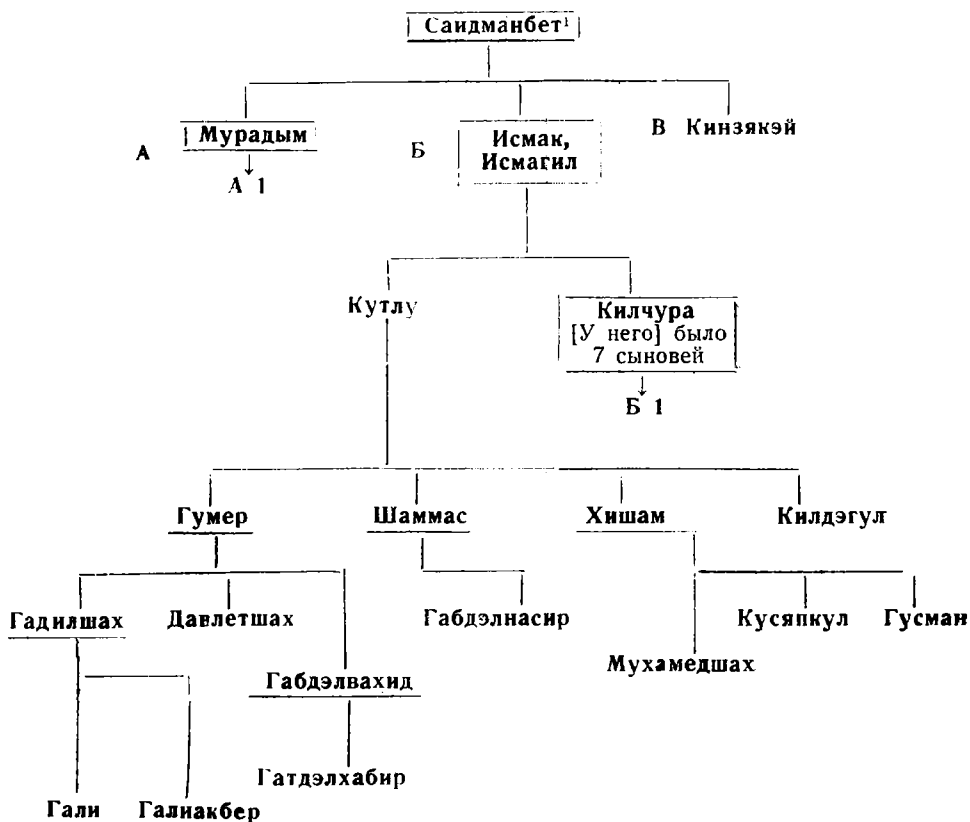 Саидманбет¹
А
Мурадым
А 1
Б
Исмак,
Исмагил
В Кинзякэй
Кутлу
Килчура
[У него] было
7 сыновей
Б 1
Гумер
Шаммас
Хишам
Килдэгул
Гадилшах
Давлетшах
Габдэлнасир
Кусяпкул
Гусман
Мухамедшах
Габдэлвахид
Гатдэлхабир
Гали
Галиакбер